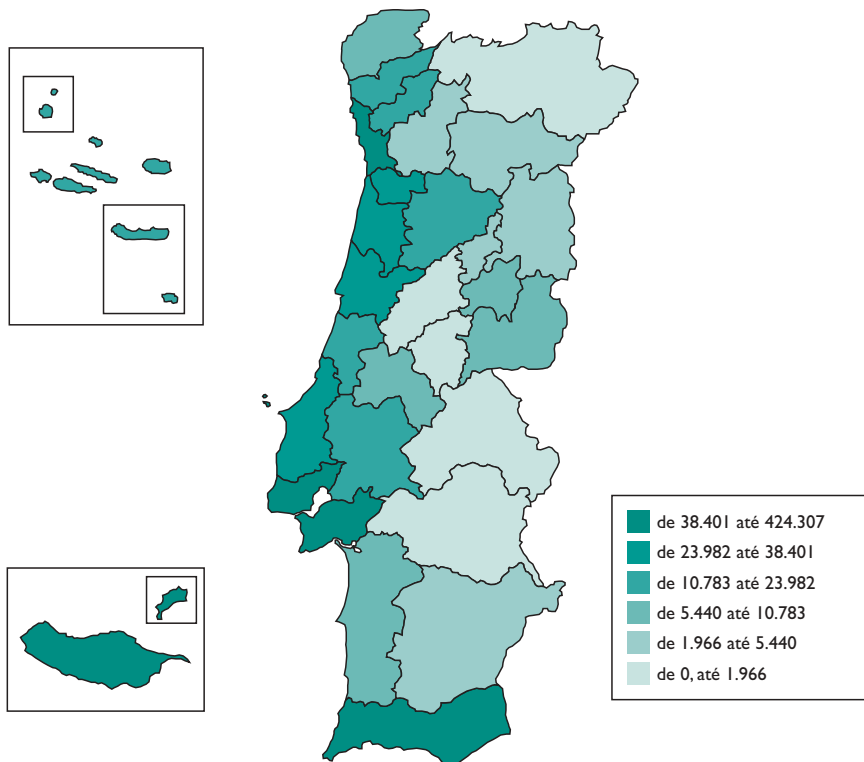 de 38.401 até 424.307
de 23.982 até 38.401
de 10.783 até 23.982
de 5.440 até 10.783
de 1.966 até 5.440
de 0, até 1.966